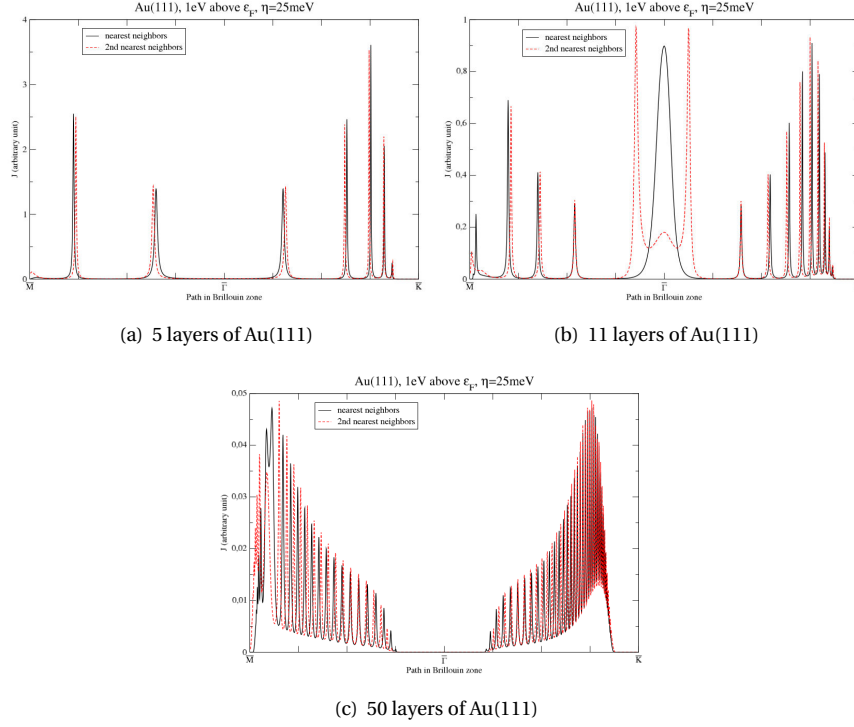 Au(111), 1eV above ε_F, η=25meV
nearest neighbors
2nd nearest neighbors
J (arbitrary unit)
4
3
2
1
0
M̅ Γ̅ K̅
Path in Brillouin zone
(a) 5 layers of Au(111)
Au(111), 1eV above ε_F, η=25meV
nearest neighbors
2nd nearest neighbors
J (arbitrary unit)
1
0,8
0,6
0,4
0,2
0
M̅ Γ̅
Path in Brillouin zone
(b) 11 layers of Au(111)
Au(111), 1eV above ε_F, η=25meV
nearest neighbors
2nd nearest neighbors
J (arbitrary unit)
0,05
0,04
0,03
0,02
0,01
0
M̅ Γ̅ K̅
Path in Brillouin zone
(c) 50 layers of Au(111)